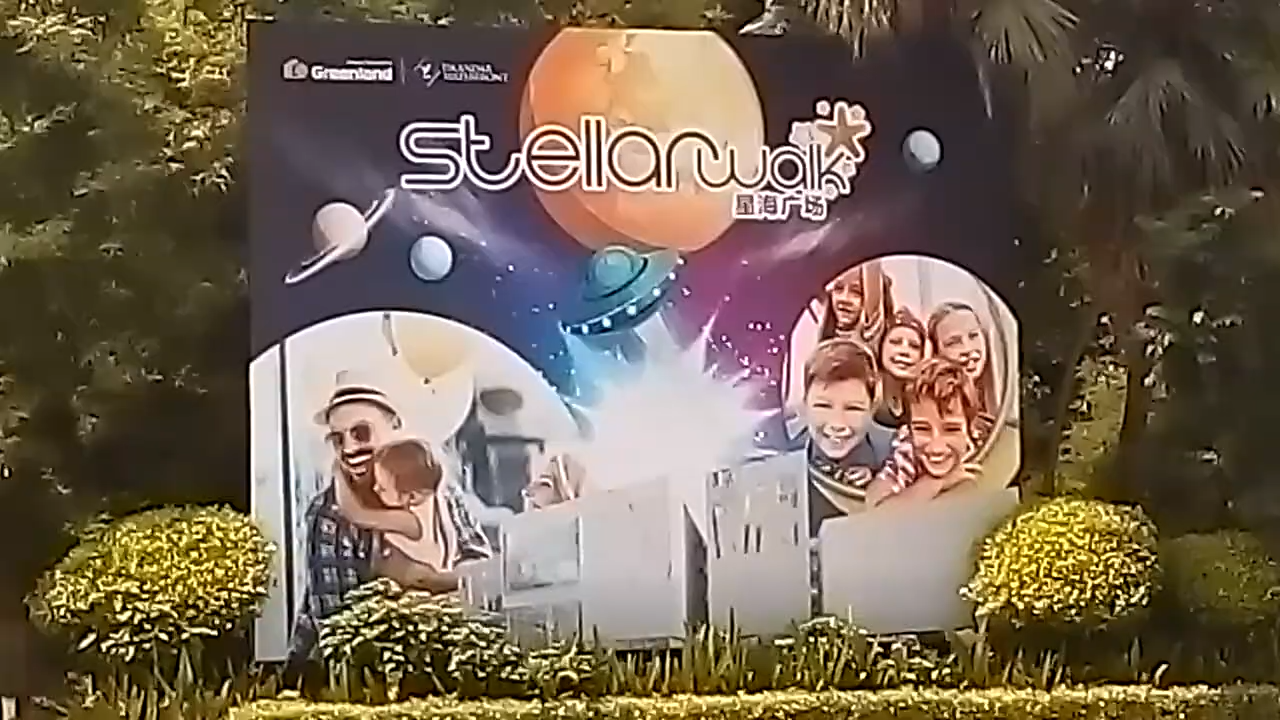 Greenland
stellarwalk
星海广场